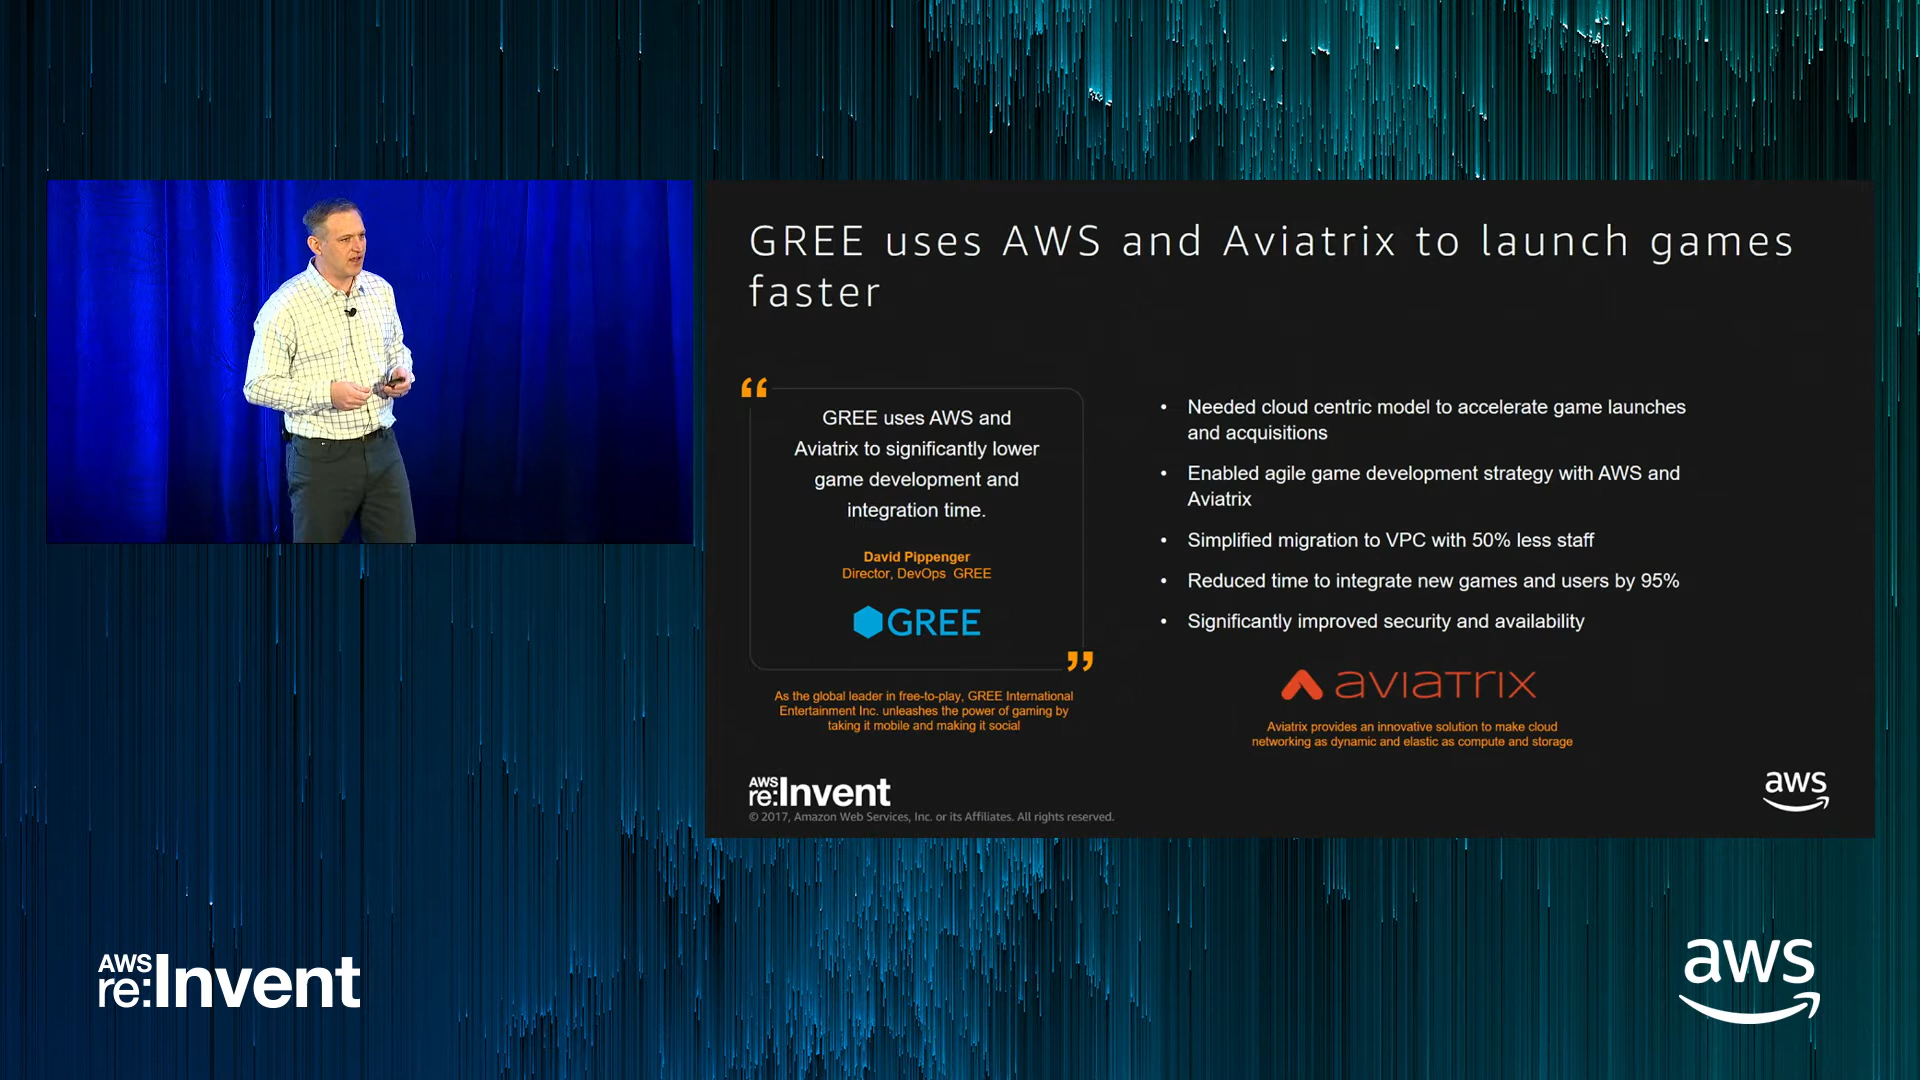 GREE uses AWS and Aviatrix to launch games
faster
“
GREE uses AWS and
Aviatrix to significantly lower
game development and
integration time.
David Pippenger
Director, DevOps GREE
GREE
”
As the global leader in free-to-play, GREE International
Entertainment Inc. unleashes the power of gaming by
taking it mobile and making it social
• Needed cloud centric model to accelerate game launches
and acquisitions
• Enabled agile game development strategy with AWS and
Aviatrix
• Simplified migration to VPC with 50% less staff
• Reduced time to integrate new games and users by 95%
• Significantly improved security and availability
aviatrix
Aviatrix provides an innovative solution to make cloud
networking as dynamic and elastic as compute and storage
AWS
re:Invent
© 2017, Amazon Web Services, Inc. or its Affiliates. All rights reserved.
aws
AWS
re:Invent
aws